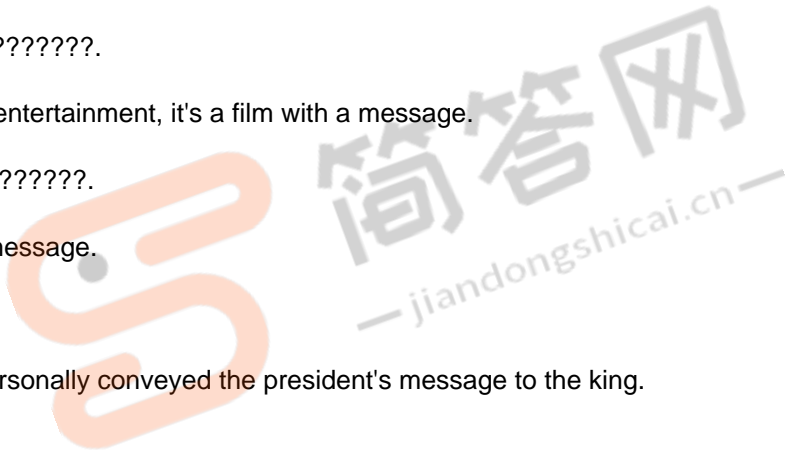 ???????.
entertainment, it's a film with a message.
??????.
message.
rsonally conveyed the president's message to the king.
简答网
jiandongshicai.cn